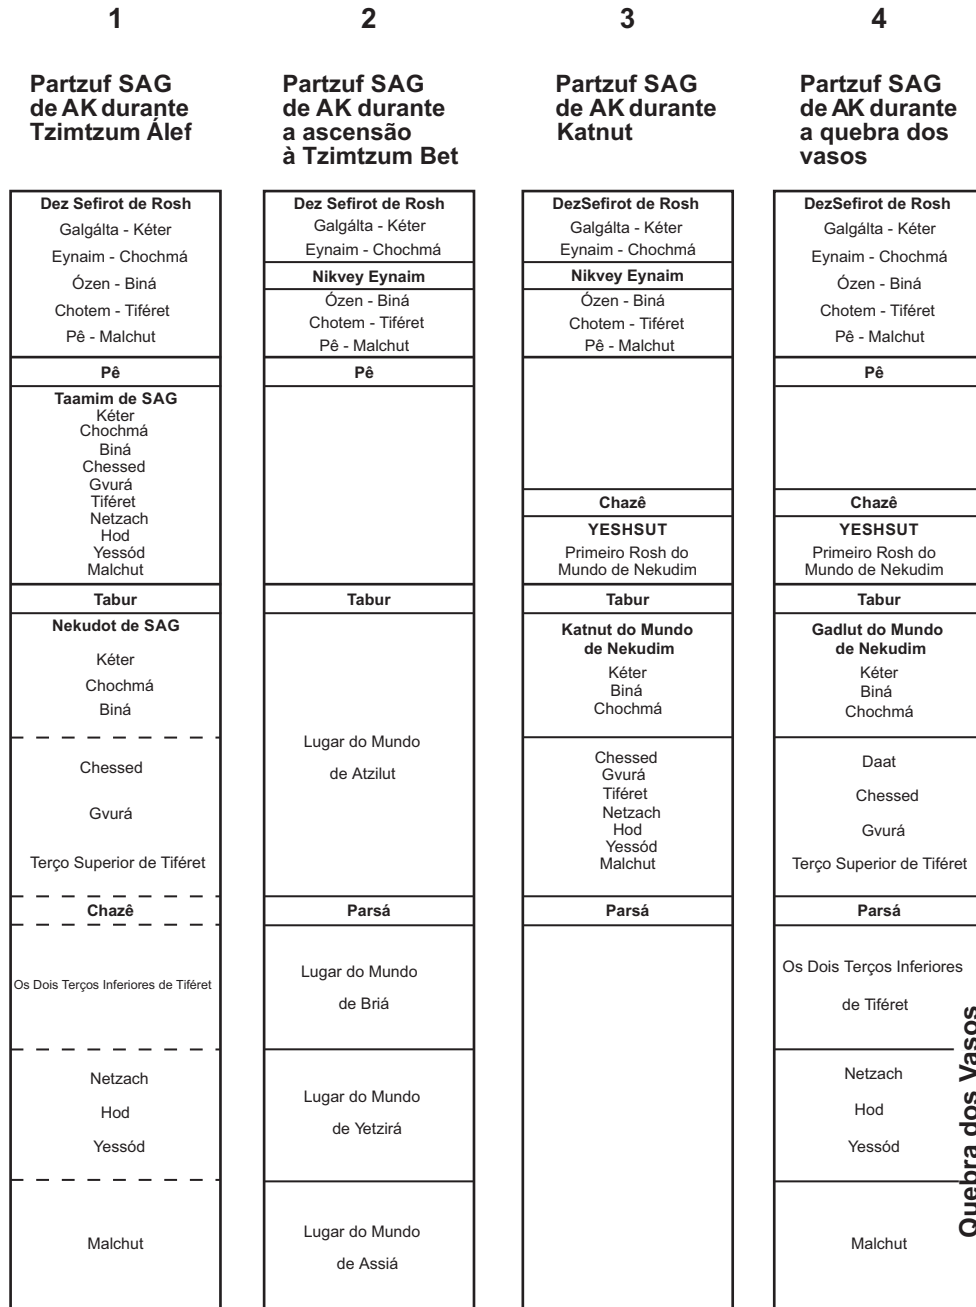 1
Partzuf SAG
de AK durante
Tzimtzum Álef
Dez Sefirot de Rosh
Galgálta - Kéter
Eynaim - Chochmá
Ózen - Biná
Chotem - Tiféret
Pê - Malchut
Pê
Taamim de SAG
Kéter
Chochmá
Biná
Chessed
Gvurá
Tiféret
Netzach
Hod
Yessód
Malchut
Tabur
Nekudot de SAG
Kéter
Chochmá
Biná
Chessed
Gvurá
Terço Superior de Tiféret
Chazê
Os Dois Terços Inferiores de Tiféret
Netzach
Hod
Yessód
Malchut
2
Partzuf SAG
de AK durante
a ascensão
à Tzimtzum Bet
Dez Sefirot de Rosh
Galgálta - Kéter
Eynaim - Chochmá
Nikvey Eynaim
Ózen - Biná
Chotem - Tiféret
Pê - Malchut
Pê
Tabur
Lugar do Mundo
de Atzilut
Parsá
Lugar do Mundo
de Briá
Lugar do Mundo
de Yetzirá
Lugar do Mundo
de Assiá
3
Partzuf SAG
de AK durante
Katnut
DezSefirot de Rosh
Galgálta - Kéter
Eynaim - Chochmá
Nikvey Eynaim
Ózen - Biná
Chotem - Tiféret
Pê - Malchut
Chazê
YESHSUT
Primeiro Rosh do
Mundo de Nekudim
Tabur
Katnut do Mundo
de Nekudim
Kéter
Biná
Chochmá
Chessed
Gvurá
Tiféret
Netzach
Hod
Yessód
Malchut
Parsá
4
Partzuf SAG
de AK durante
a quebra dos
vasos
DezSefirot de Rosh
Galgálta - Kéter
Eynaim - Chochmá
Ózen - Biná
Chotem - Tiféret
Pê - Malchut
Pê
Chazê
YESHSUT
Primeiro Rosh do
Mundo de Nekudim
Tabur
Gadlut do Mundo
de Nekudim
Kéter
Biná
Chochmá
Daat
Chessed
Gvurá
Terço Superior de Tiféret
Parsá
Os Dois Terços Inferiores
de Tiféret
Netzach
Hod
Yessód
Malchut
Quebra dos Vasos